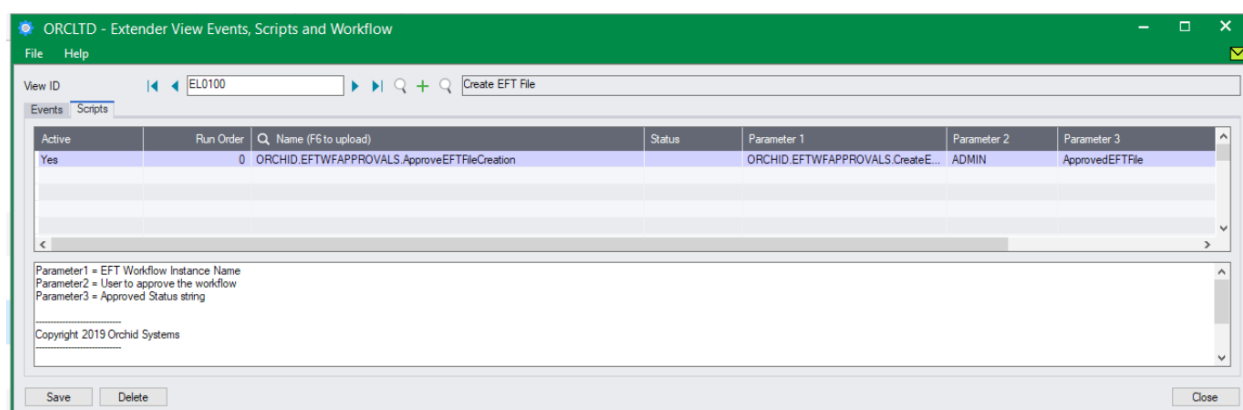 ORCLTD - Extender View Events, Scripts and Workflow
File Help
View ID EL0100 Create EFT File
Events Scripts
Active Run Order Name (F6 to upload) Status Parameter 1 Parameter 2 Parameter 3
Yes 0 ORCHID.EFTWFAPPROVALS.ApproveEFTFileCreation ORCHID.EFTWFAPPROVALS.CreateE... ADMIN ApprovedEFTFile
Parameter1 = EFT Workflow Instance Name
Parameter2 = User to approve the workflow
Parameter3 = Approved Status string
----------------------------
Copyright 2019 Orchid Systems
----------------------------
Save Delete Close